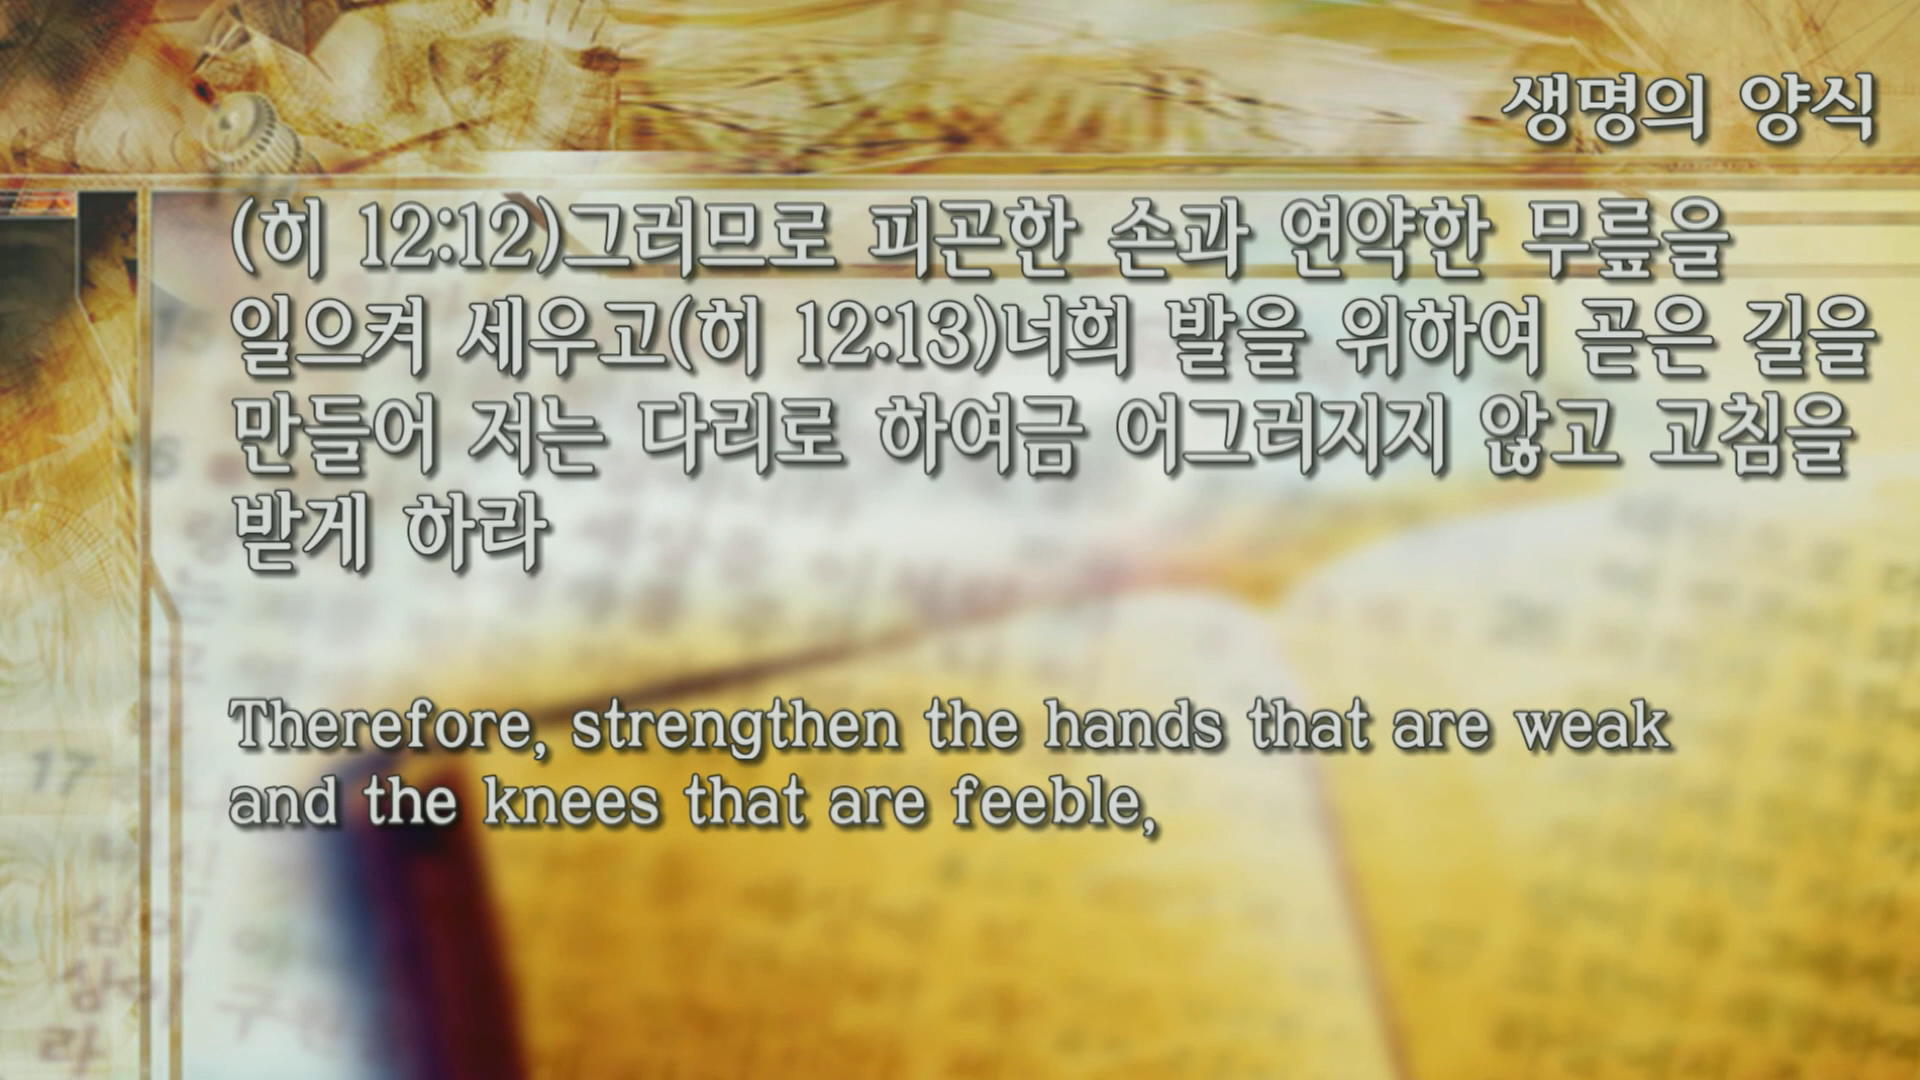 생명의 양식
(히 12:12)그러므로 피곤한 손과 연약한 무릎을
일으켜 세우고(히 12:13)너희 발을 위하여 곧은 길을
만들어 저는 다리로 하여금 어그러지지 않고 고침을
받게 하라
Therefore, strengthen the hands that are weak
and the knees that are feeble,
17